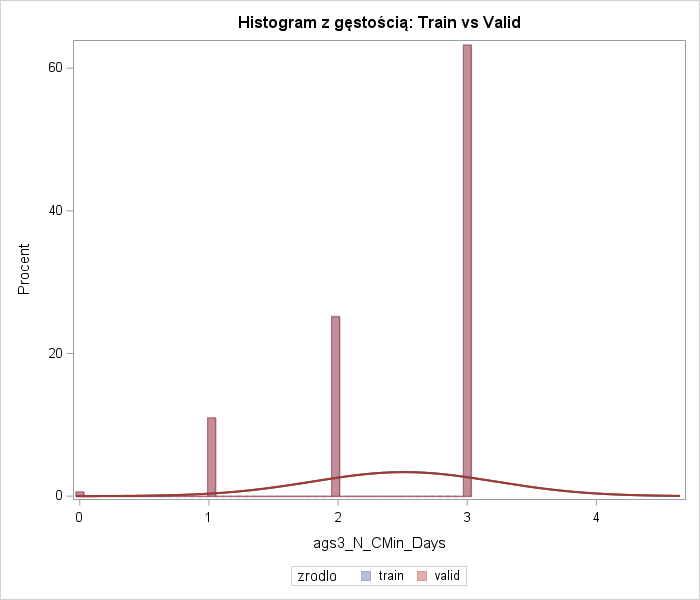 Histogram z gęstością: Train vs Valid
60
40
20
0
Procent
0 1 2 3 4
ags3_N_CMin_Days
zrodlo train valid